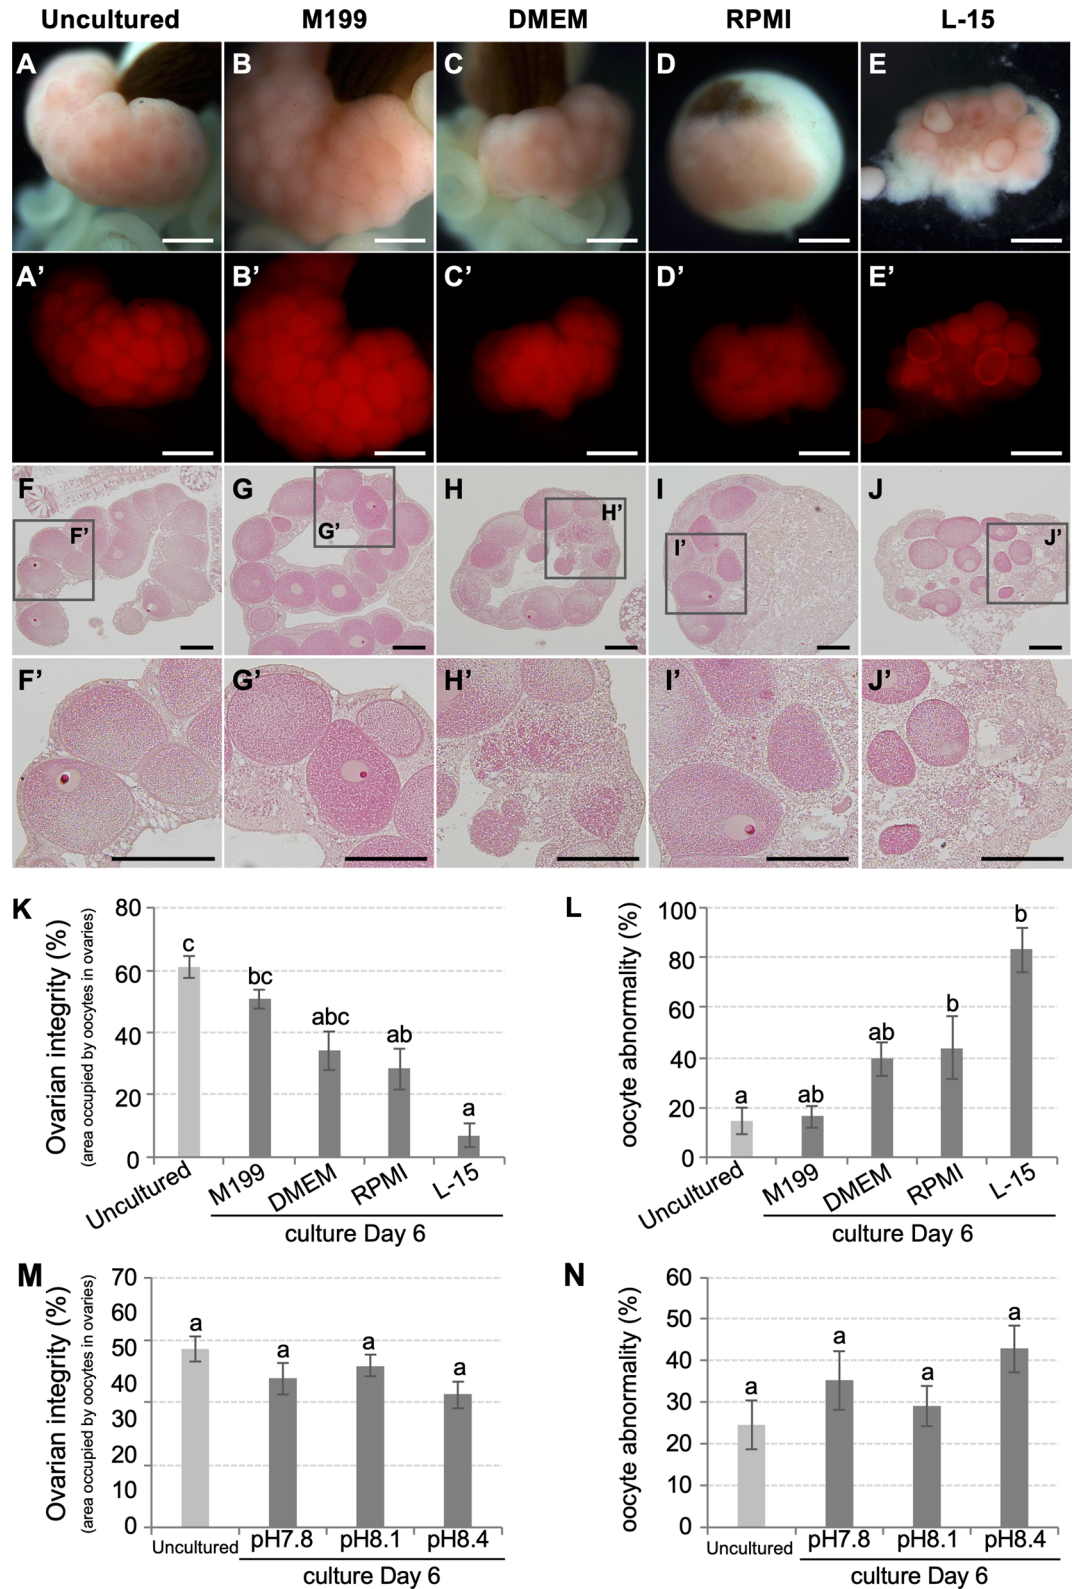 Uncultured M199 DMEM RPMI L-15
A B C D E
A’ B’ C’ D’ E’
F F’ G G’ H H’ I I’ J J’
F’ G’ H’ I’ J’
K
Ovarian integrity (%)
(area occupied by oocytes in ovaries)
80
60
40
20
0
c
bc
abc
ab
a
Uncultured M199 DMEM RPMI L-15
culture Day 6
L
oocyte abnormality (%)
100
80
60
40
20
0
a
ab
ab
b
b
Uncultured M199 DMEM RPMI L-15
culture Day 6
M
Ovarian integrity (%)
(area occupied by oocytes in ovaries)
70
60
50
40
30
20
10
0
a a a a
Uncultured pH7.8 pH8.1 pH8.4
culture Day 6
N
oocyte abnormality (%)
60
50
40
30
20
10
0
a a a a
Uncultured pH7.8 pH8.1 pH8.4
culture Day 6